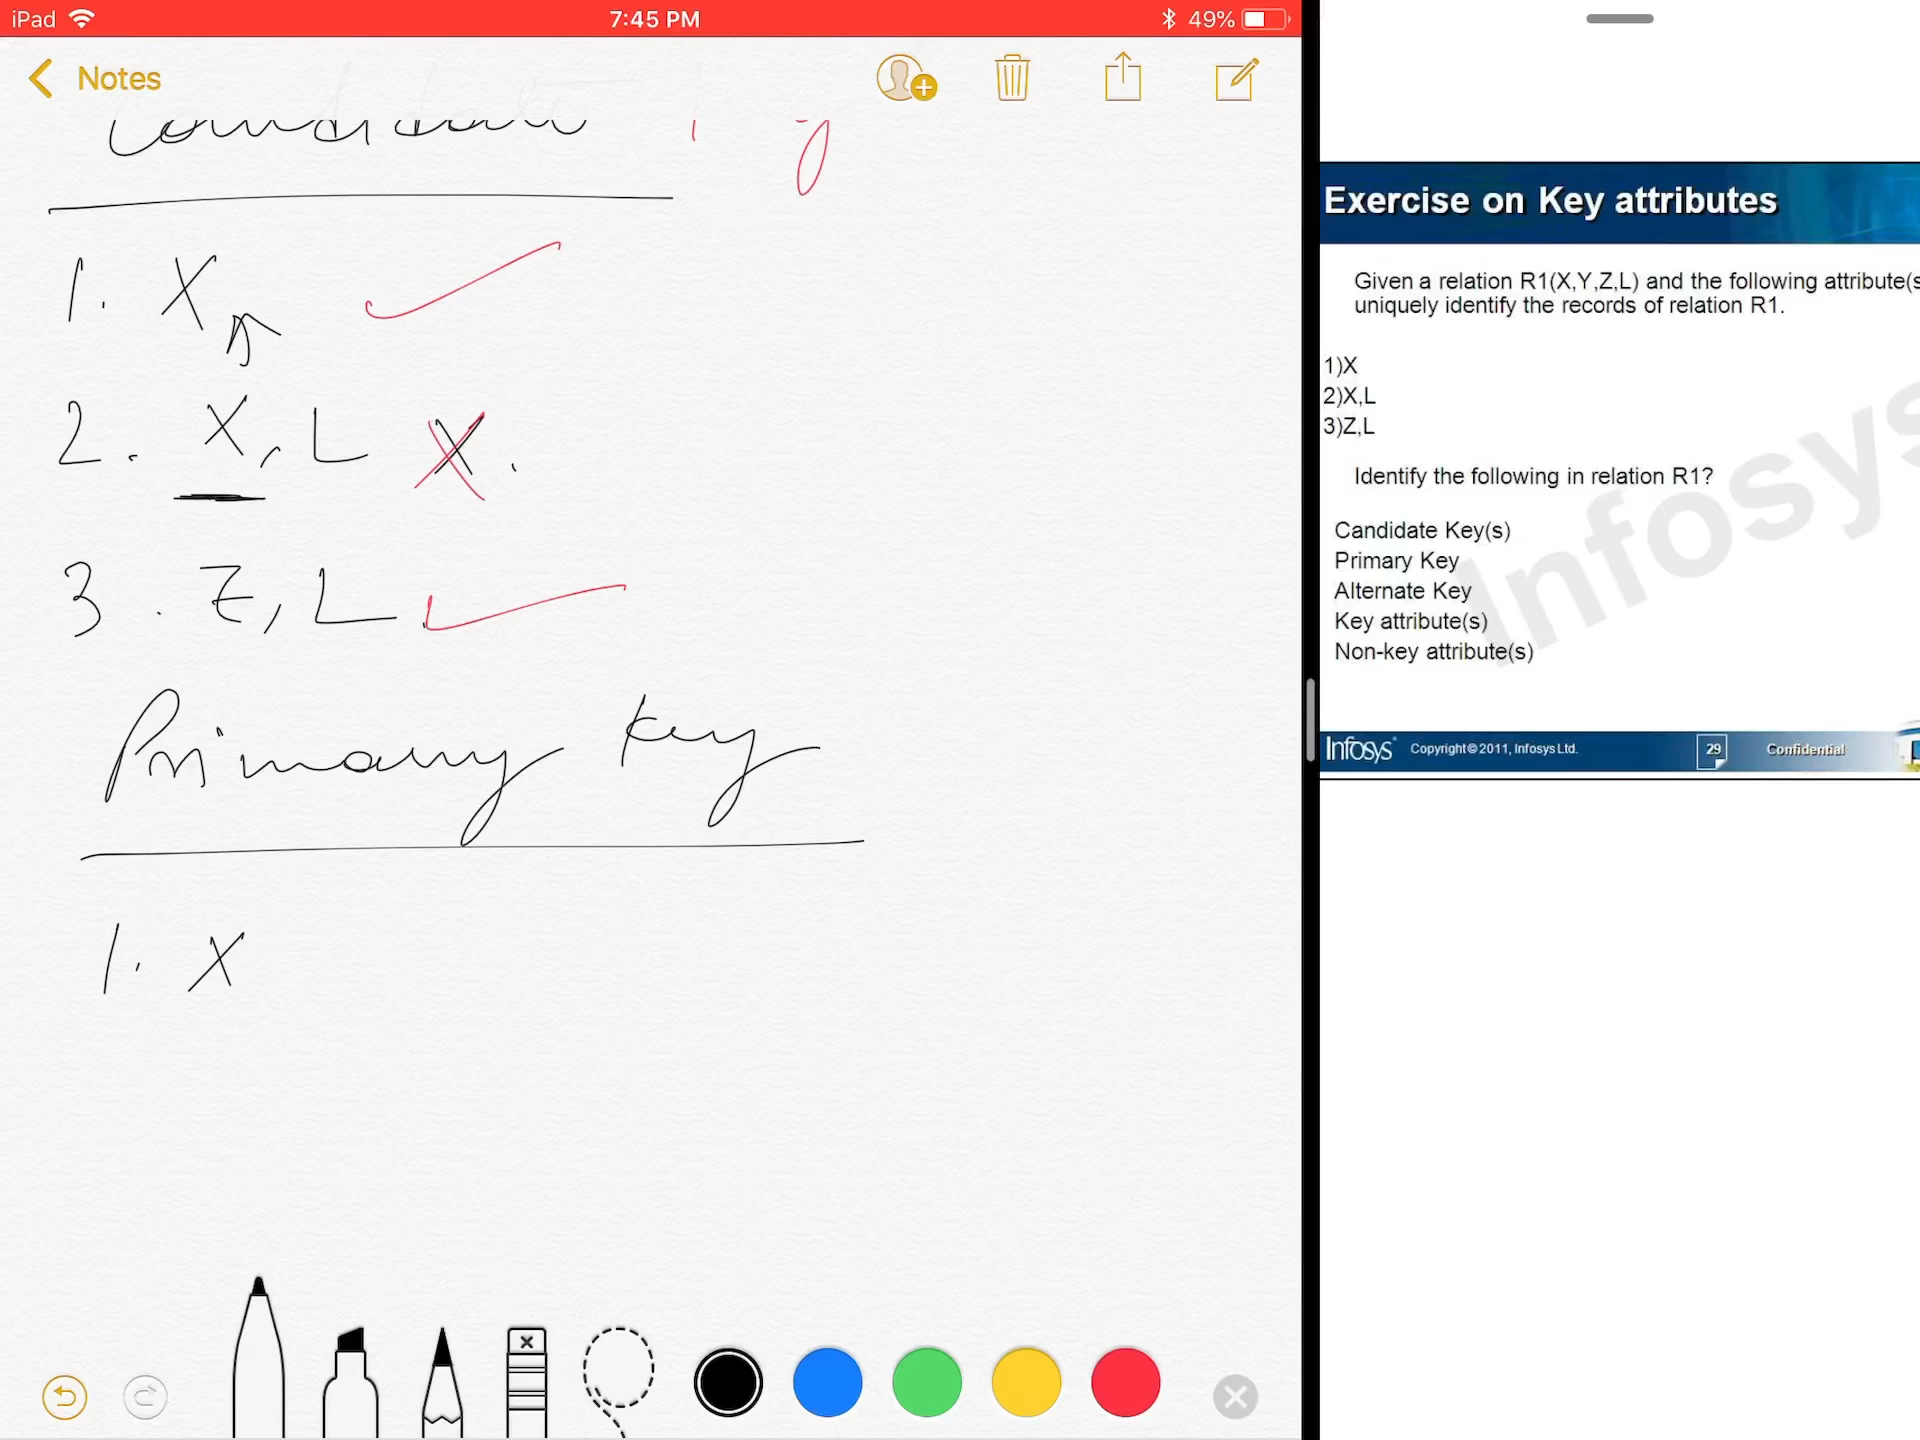 iPad 7:45 PM 49%
Notes
Candidate
1. X
2. X, L X.
3. Z, L
Primary Key
1. X
Exercise on Key attributes
Given a relation R1(X,Y,Z,L) and the following attribute(s
uniquely identify the records of relation R1.
1)X
2)X,L
3)Z,L
Identify the following in relation R1?
Candidate Key(s)
Primary Key
Alternate Key
Key attribute(s)
Non-key attribute(s)
Infosys
Infosys Copyright©2011, Infosys Ltd. 29 Confidential